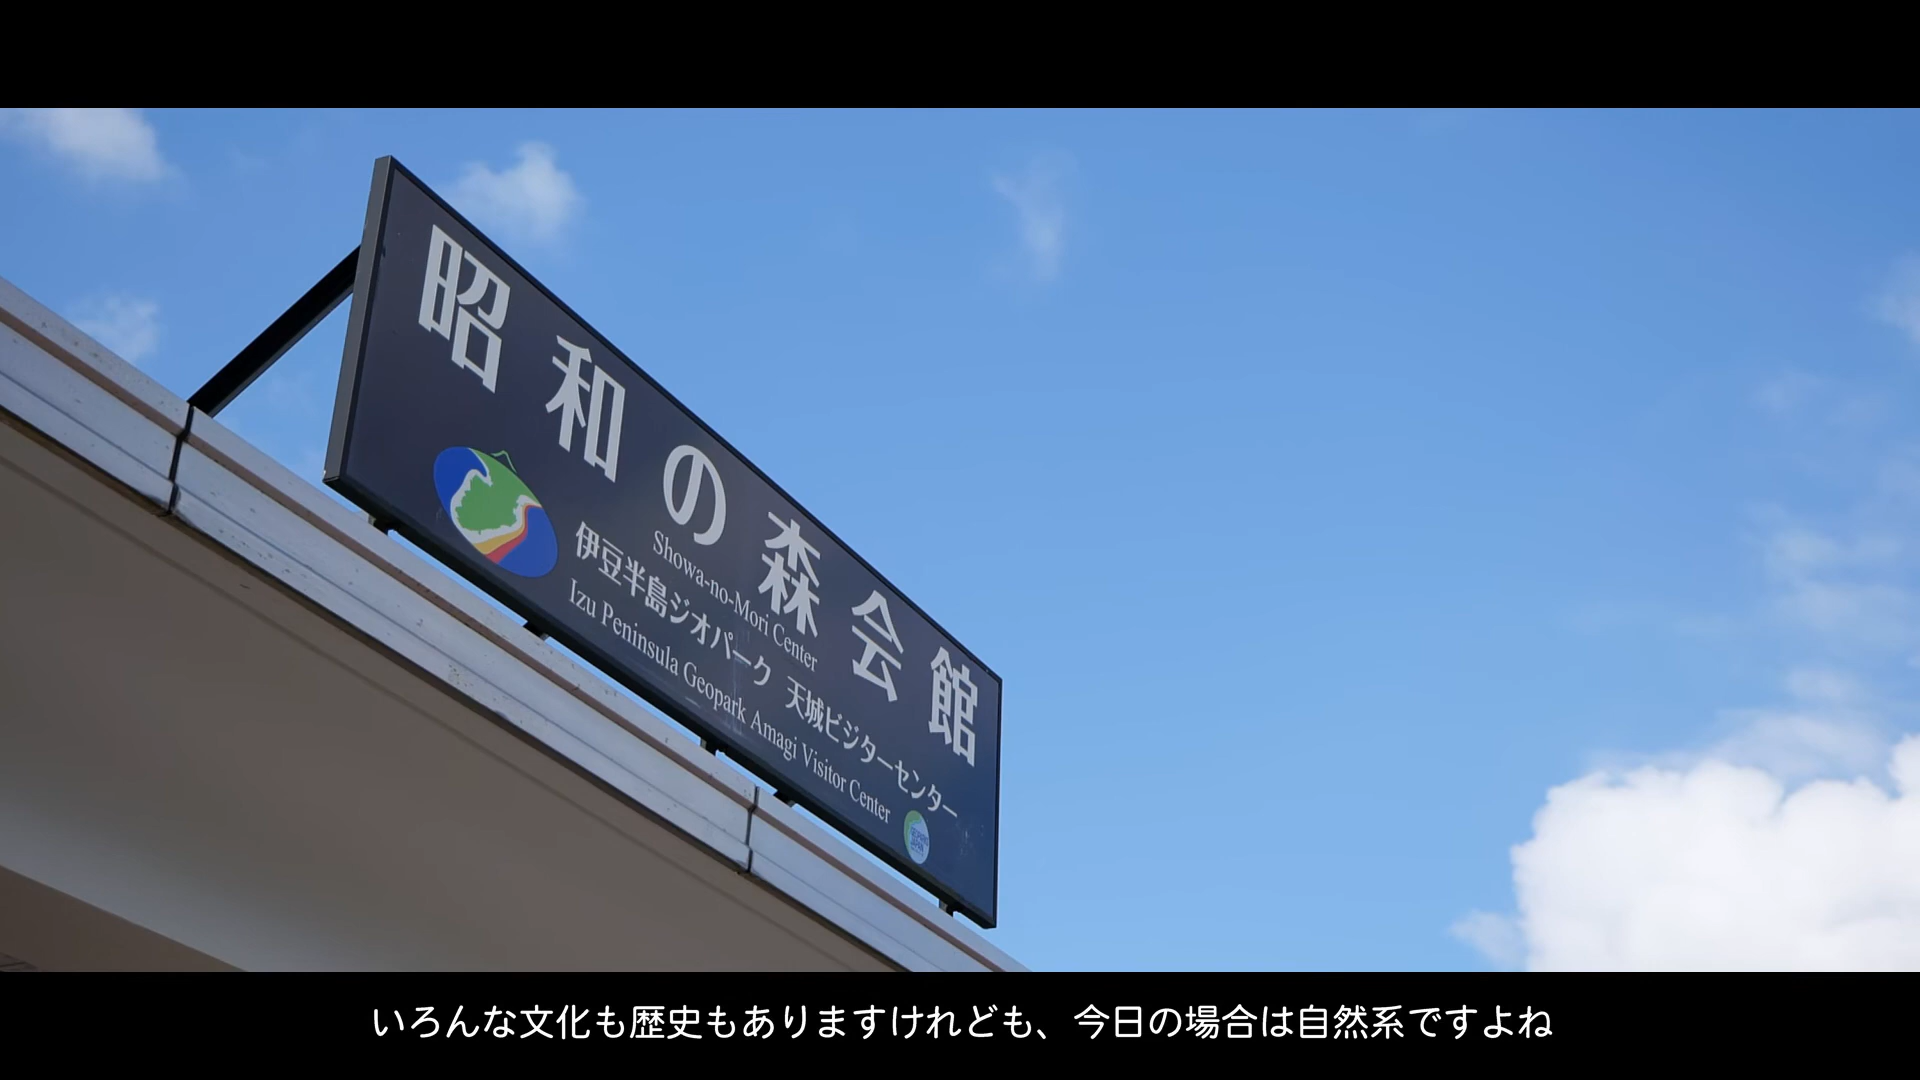 昭和の森会館
Showa-no-Mori Center
伊豆半島ジオパーク 天城ビジターセンター
Izu Peninsula Geopark Amagi Visitor Center
いろんな文化も歴史もありますけれども、今日の場合は自然系ですよね